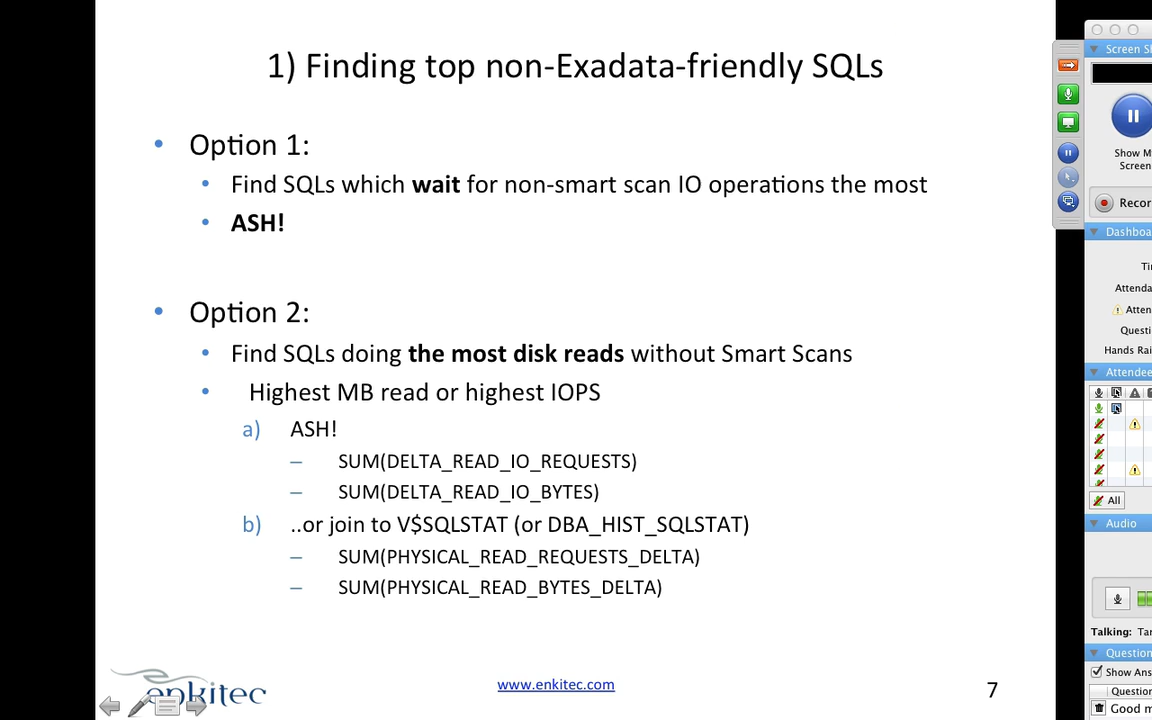 1) Finding top non-Exadata-friendly SQLs
• Option 1:
• Find SQLs which wait for non-smart scan IO operations the most
• ASH!
• Option 2:
• Find SQLs doing the most disk reads without Smart Scans
• Highest MB read or highest IOPS
a) ASH!
– SUM(DELTA_READ_IO_REQUESTS)
– SUM(DELTA_READ_IO_BYTES)
b) ..or join to V$SQLSTAT (or DBA_HIST_SQLSTAT)
– SUM(PHYSICAL_READ_REQUESTS_DELTA)
– SUM(PHYSICAL_READ_BYTES_DELTA)
enkitec
www.enkitec.com
7
Screen S
Show M
Screen
Recor
Dashboa
Ti
Attenda
Atten
Questi
Hands Rai
Attendee
All
Audio
Talking: Ta
Question
Show Ans
Question
Good m